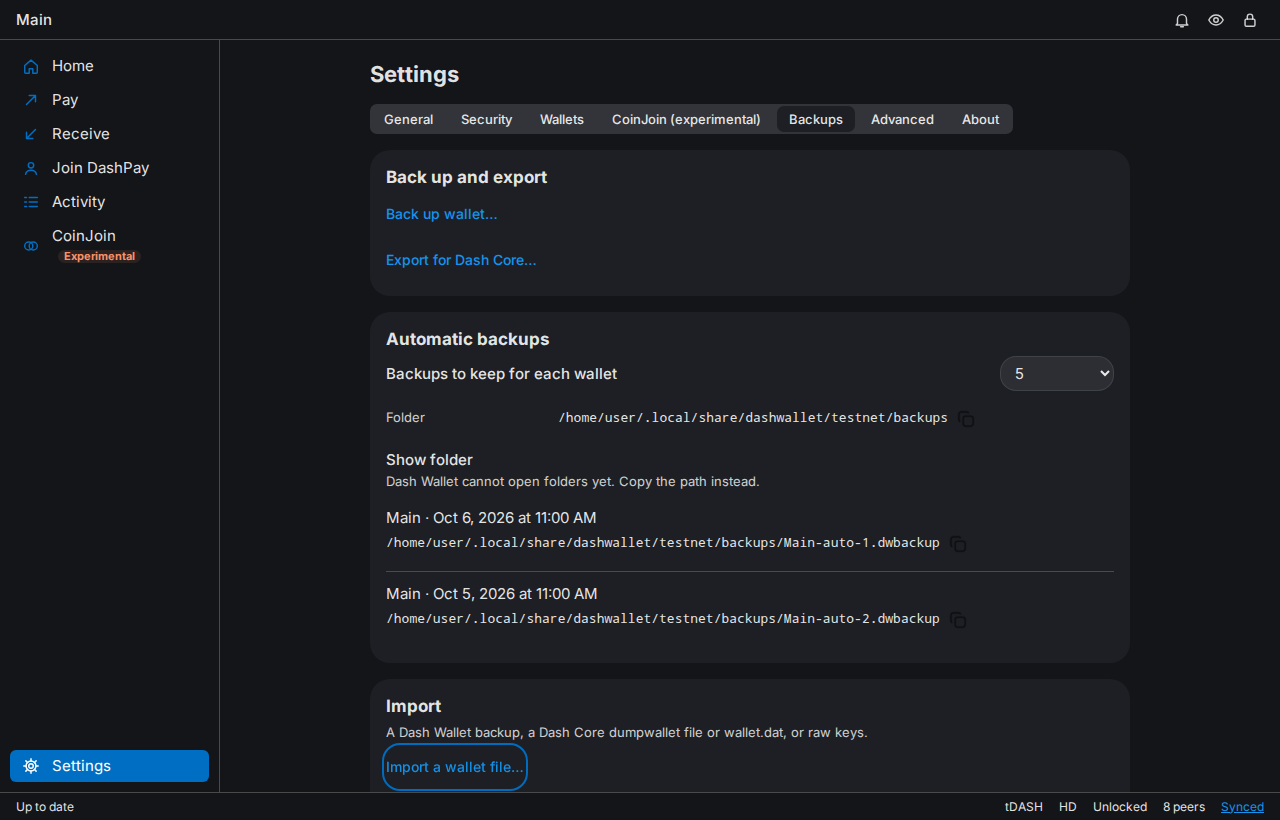 Main
Home
Pay
Receive
Join DashPay
Activity
CoinJoin
Experimental
Settings
Settings
General
Security
Wallets
CoinJoin (experimental)
Backups
Advanced
About
Back up and export
Back up wallet...
Export for Dash Core...
Automatic backups
Backups to keep for each wallet
5
Folder
/home/user/.local/share/dashwallet/testnet/backups
Show folder
Dash Wallet cannot open folders yet. Copy the path instead.
Main · Oct 6, 2026 at 11:00 AM
/home/user/.local/share/dashwallet/testnet/backups/Main-auto-1.dwbackup
Main · Oct 5, 2026 at 11:00 AM
/home/user/.local/share/dashwallet/testnet/backups/Main-auto-2.dwbackup
Import
A Dash Wallet backup, a Dash Core dumpwallet file or wallet.dat, or raw keys.
Import a wallet file...
Up to date
tDASH
HD
Unlocked
8 peers
Synced